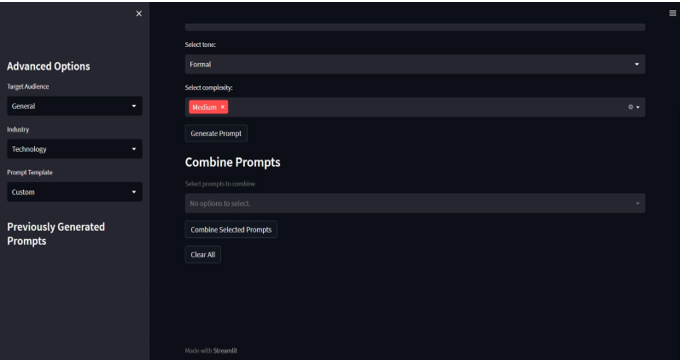 Advanced Options
Target Audience
General
Industry
Technology
Prompt Template
Custom
Previously Generated
Prompts
Select tone:
Formal
Select complexity:
Medium ×
Generate Prompt
Combine Prompts
Select prompts to combine
No options to select.
Combine Selected Prompts
Clear All
Made with Streamlit